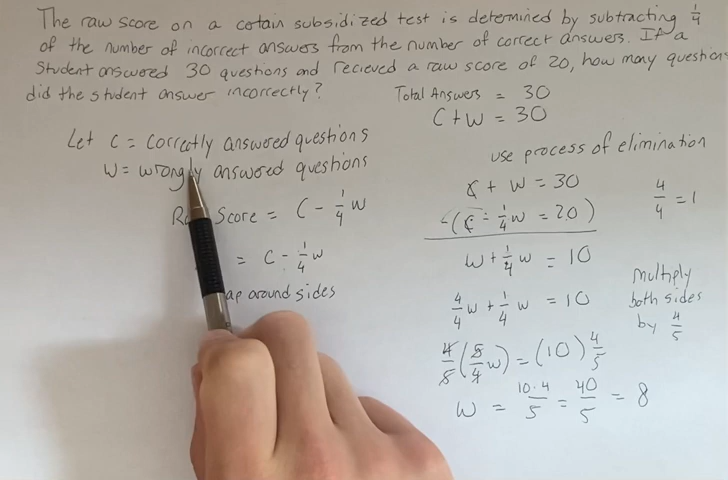 The raw score on a cetain subsidized test is determined by subtracting 1/4
of the number of incorrect answers from the number of correct answers. If a
Student answered 30 questions and recieved a raw score of 20, how many questions
did the student answer incorrectly?
Let C = Correctly answered questions
W = wrongly answered questions
Score = C - 1/4 W
= C - 1/4 W
around sides
Total Answers = 30
C + W = 30
use process of elimination
C + W = 30
-(C - 1/4 W = 20)
W + 1/4 W = 10
4/4 W + 1/4 W = 10
4/5 (5/4 W) = (10) 4/5
W = 10·4/5 = 40/5 = 8
4/4 = 1
Multiply
both sides
by 4/5